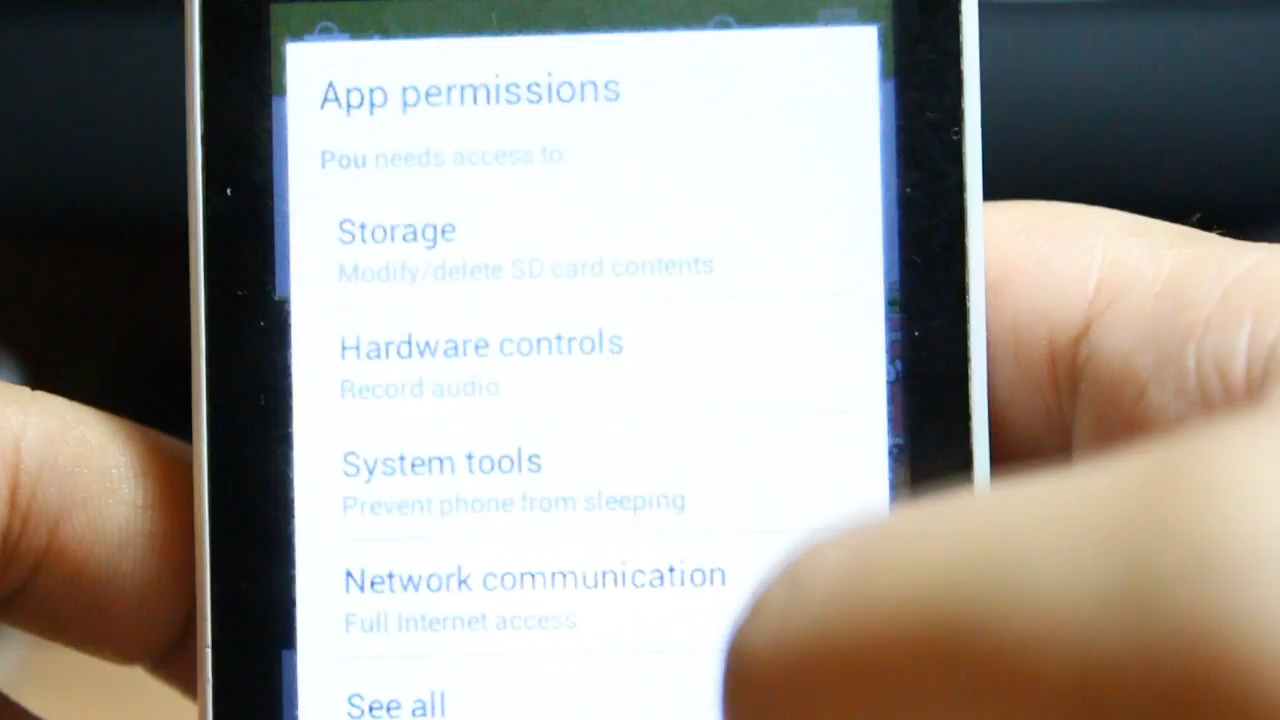 App permissions
Pou needs access to
Storage
Modify/delete SD card contents
Hardware controls
Record audio
System tools
Prevent phone from sleeping
Network communication
Full Internet access
See all